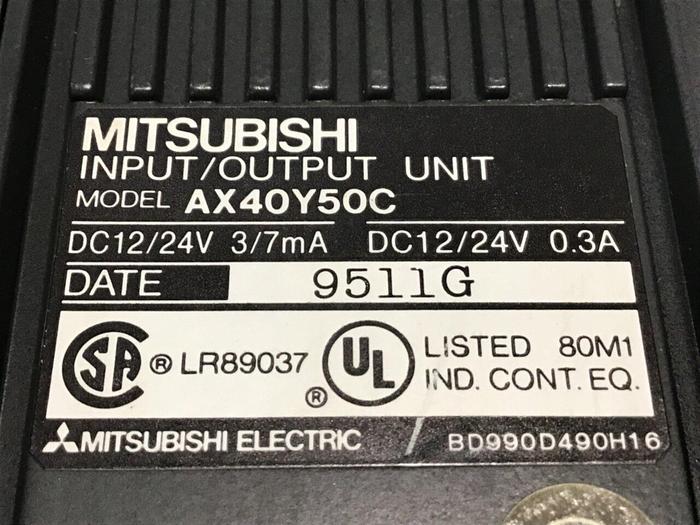 MITSUBISHI
INPUT/OUTPUT UNIT
MODEL AX40Y50C
DC12/24V 3/7mA DC12/24V 0.3A
DATE 9511G
SA ® LR89037 ® UL LISTED 80M1
IND. CONT. EQ.
MITSUBISHI ELECTRIC / BD990D490H16